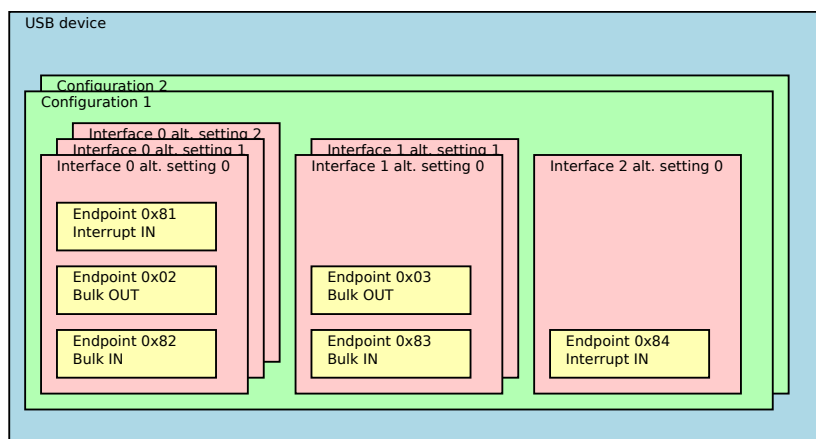 USB device
Configuration 2
Configuration 1
Interface 0 alt. setting 2
Interface 0 alt. setting 1
Interface 0 alt. setting 0
Endpoint 0x81
Interrupt IN
Endpoint 0x02
Bulk OUT
Endpoint 0x82
Bulk IN
Interface 1 alt. setting 1
Interface 1 alt. setting 0
Endpoint 0x03
Bulk OUT
Endpoint 0x83
Bulk IN
Interface 2 alt. setting 0
Endpoint 0x84
Interrupt IN